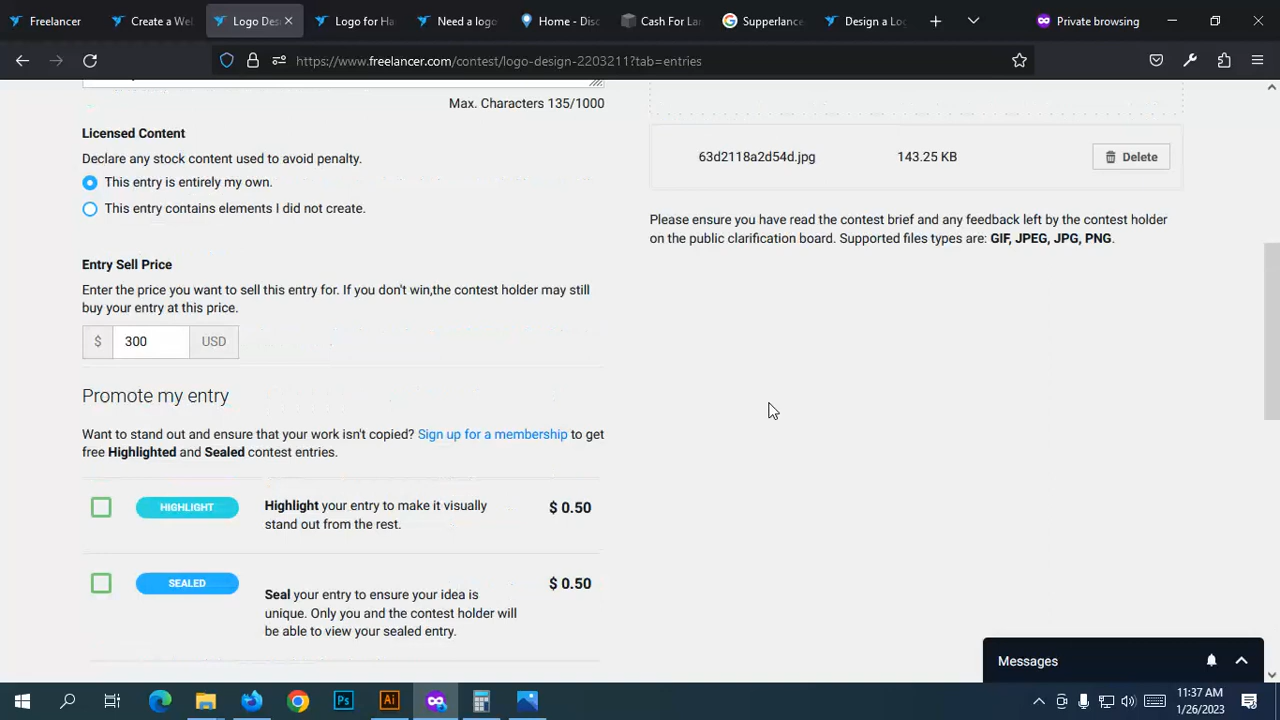 Freelancer
Create a Wel
Logo Des
Logo for Ha
Need a logo
Home - Disc
Cash For Lan
Supperlance
Design a Log
Private browsing
https://www.freelancer.com/contest/logo-design-2203211?tab=entries
Max. Characters 135/1000
Licensed Content
Declare any stock content used to avoid penalty.
This entry is entirely my own.
This entry contains elements I did not create.
63d2118a2d54d.jpg
143.25 KB
Delete
Please ensure you have read the contest brief and any feedback left by the contest holder
on the public clarification board. Supported files types are: GIF, JPEG, JPG, PNG.
Entry Sell Price
Enter the price you want to sell this entry for. If you don't win,the contest holder may still
buy your entry at this price.
$ 300 USD
Promote my entry
Want to stand out and ensure that your work isn't copied? Sign up for a membership to get
free Highlighted and Sealed contest entries.
HIGHLIGHT
Highlight your entry to make it visually
stand out from the rest.
$ 0.50
SEALED
Seal your entry to ensure your idea is
unique. Only you and the contest holder will
be able to view your sealed entry.
$ 0.50
Messages
Ps
Ai
11:37 AM
1/26/2023